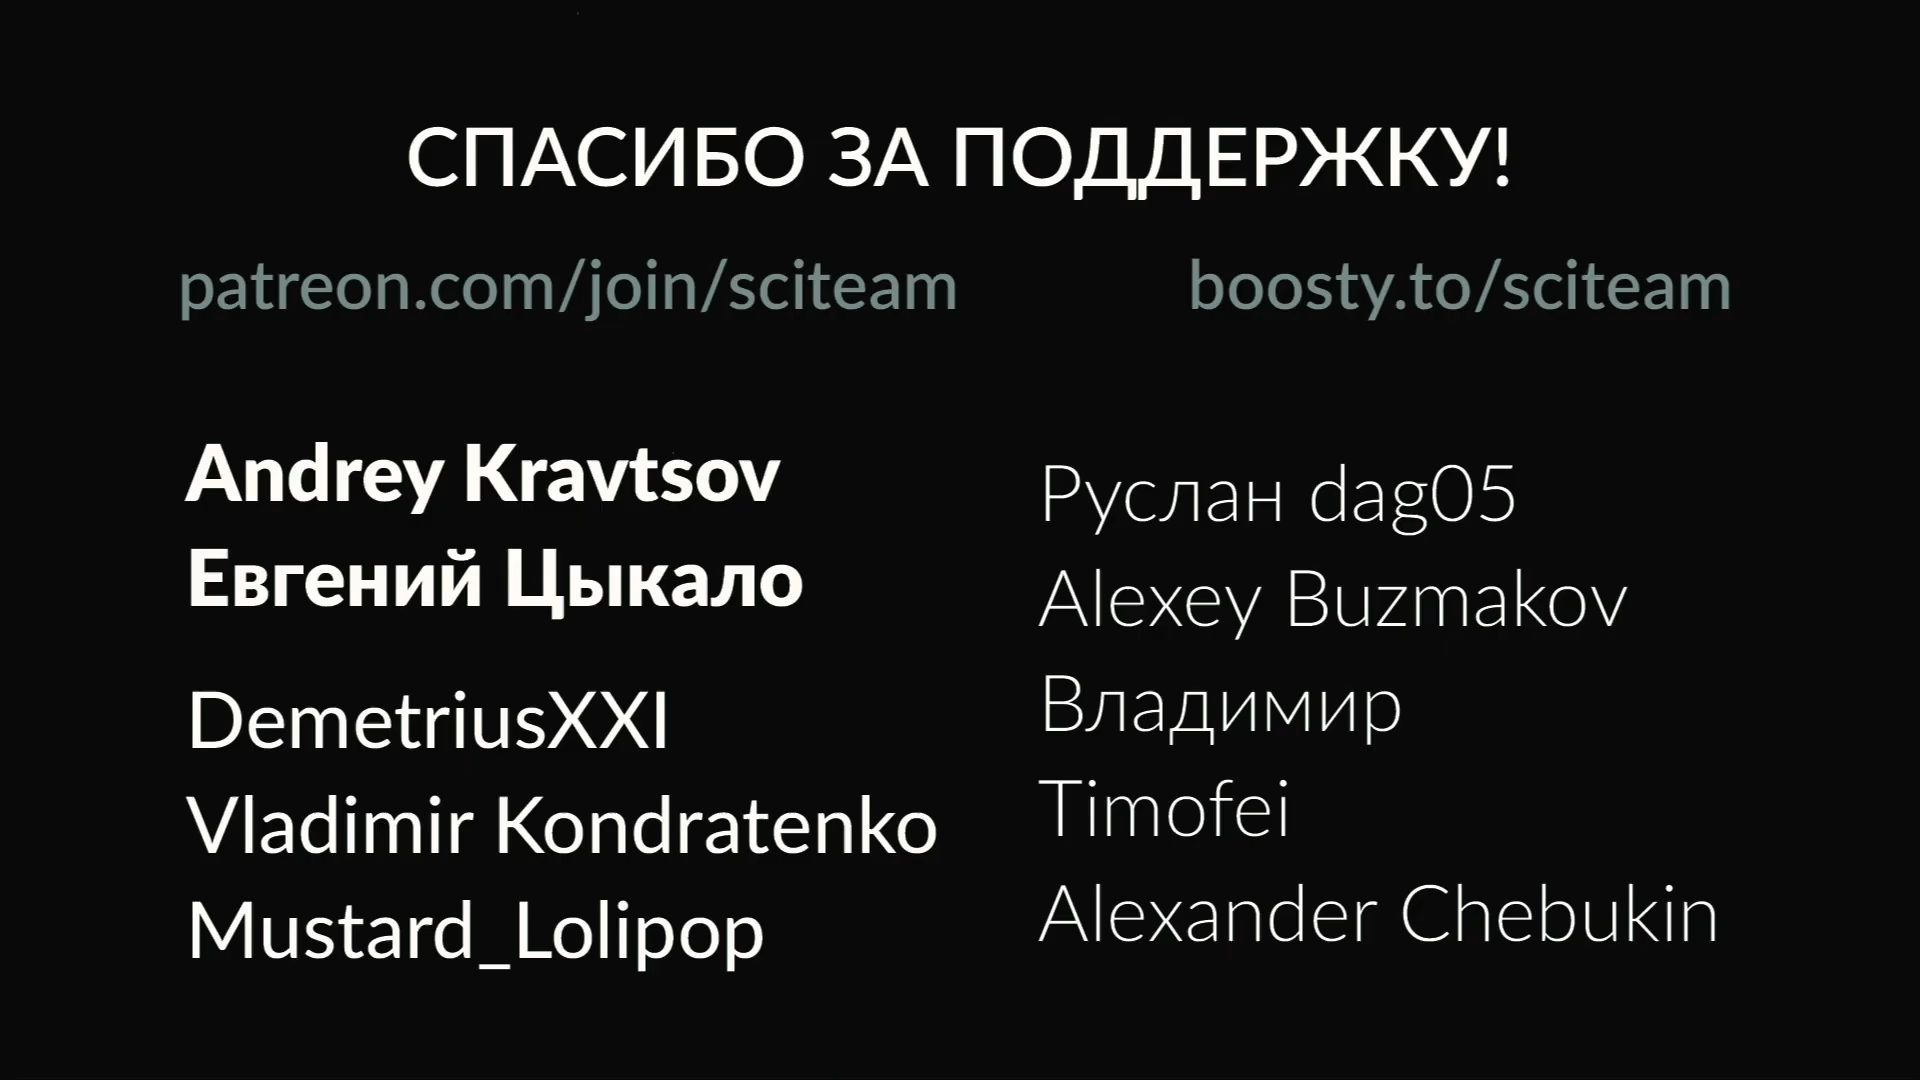 СПАСИБО ЗА ПОДДЕРЖКУ!
patreon.com/join/sciteam
boosty.to/sciteam
Andrey Kravtsov
Евгений Цыкало
DemetriusXXI
Vladimir Kondratenko
Mustard_Lolipop
Руслан dag05
Alexey Buzmakov
Владимир
Timofei
Alexander Chebukin